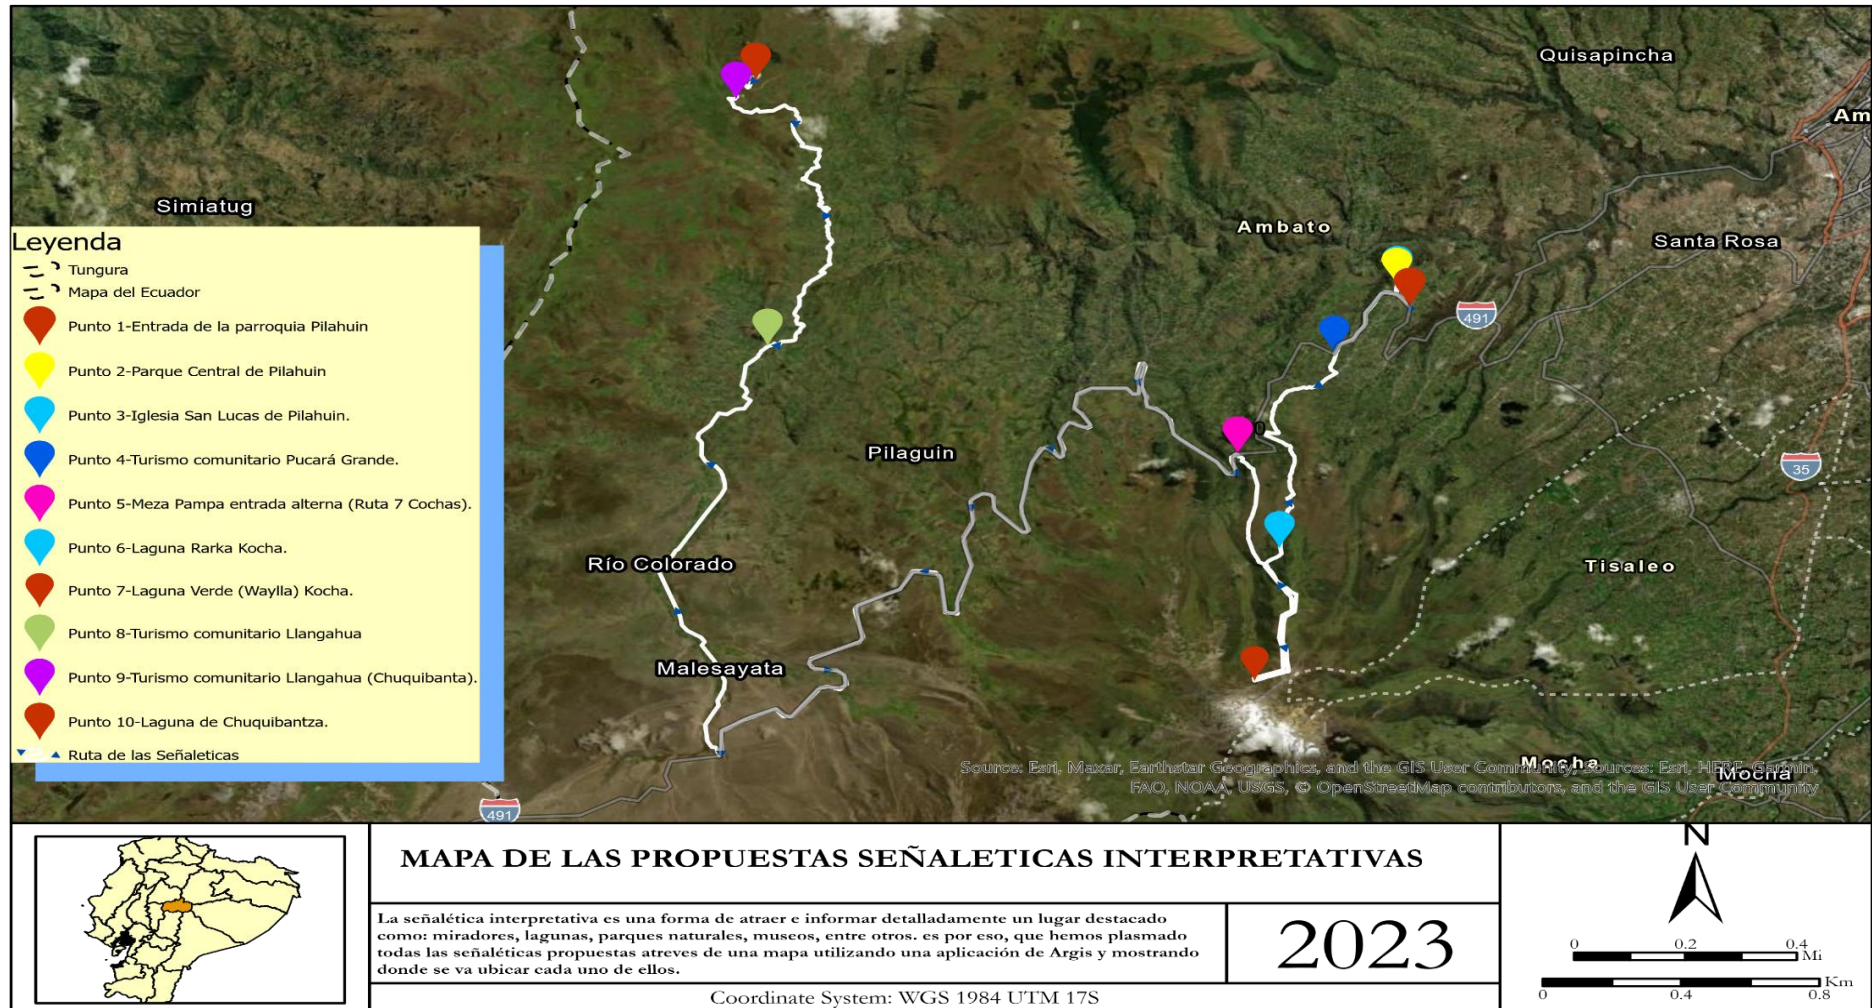 Quisapincha
Am
Simiatug
Ambato
Santa Rosa
491
Pilaguin
35
Río Colorado
Tisaleo
Malesayata
Mocha
Mocha
491
0
Source: Esri, Maxar, Earthstar Geographics, and the GIS User Community, Sources: Esri, HERE, Garmin,
FAO, NOAA, USGS, © OpenStreetMap contributors, and the GIS User Community
Leyenda
Tungura
Mapa del Ecuador
Punto 1-Entrada de la parroquia Pilahuin
Punto 2-Parque Central de Pilahuin
Punto 3-Iglesia San Lucas de Pilahuin.
Punto 4-Turismo comunitario Pucará Grande.
Punto 5-Meza Pampa entrada alterna (Ruta 7 Cochas).
Punto 6-Laguna Rarka Kocha.
Punto 7-Laguna Verde (Waylla) Kocha.
Punto 8-Turismo comunitario Llangahua
Punto 9-Turismo comunitario Llangahua (Chuquibanta).
Punto 10-Laguna de Chuquibantza.
Ruta de las Señaleticas
MAPA DE LAS PROPUESTAS SEÑALETICAS INTERPRETATIVAS
La señalética interpretativa es una forma de atraer e informar detalladamente un lugar destacado
como: miradores, lagunas, parques naturales, museos, entre otros. es por eso, que hemos plasmado
todas las señaléticas propuestas atreves de una mapa utilizando una aplicación de Argis y mostrando
donde se va ubicar cada uno de ellos.
2023
Coordinate System: WGS 1984 UTM 17S
N
0 0.2 0.4
Mi
Km
0 0.4 0.8